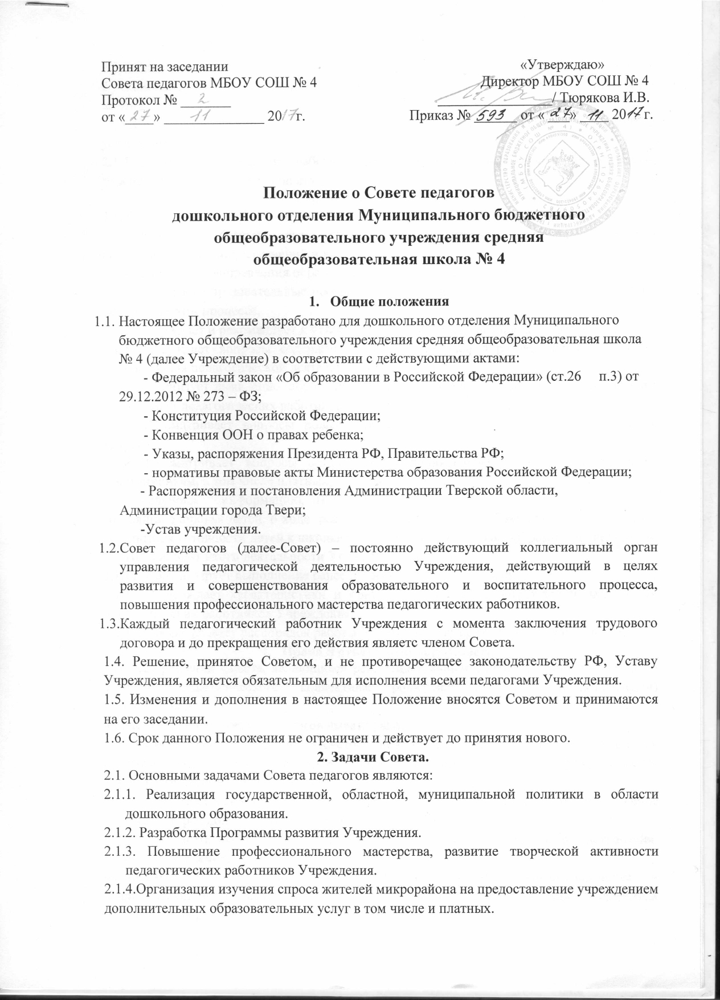 Принят на заседании
Совета педагогов МБОУ СОШ № 4
Протокол № 2
от «27» 11 2017г.
«Утверждаю»
Директор МБОУ СОШ № 4
/ Тюрякова И.В.
Приказ № 593 от « 27» 11 2017 г.
Положение о Совете педагогов
дошкольного отделения Муниципального бюджетного
общеобразовательного учреждения средняя
общеобразовательная школа № 4
1. Общие положения
1.1. Настоящее Положение разработано для дошкольного отделения Муниципального
бюджетного общеобразовательного учреждения средняя общеобразовательная школа
№ 4 (далее Учреждение) в соответствии с действующими актами:
- Федеральный закон «Об образовании в Российской Федерации» (ст.26 п.3) от
29.12.2012 № 273 – ФЗ;
- Конституция Российской Федерации;
- Конвенция ООН о правах ребенка;
- Указы, распоряжения Президента РФ, Правительства РФ;
- нормативы правовые акты Министерства образования Российской Федерации;
- Распоряжения и постановления Администрации Тверской области,
Администрации города Твери;
-Устав учреждения.
1.2.Совет педагогов (далее-Совет) – постоянно действующий коллегиальный орган
управления педагогической деятельностью Учреждения, действующий в целях
развития и совершенствования образовательного и воспитательного процесса,
повышения профессионального мастерства педагогических работников.
1.3.Каждый педагогический работник Учреждения с момента заключения трудового
договора и до прекращения его действия являетс членом Совета.
1.4. Решение, принятое Советом, и не противоречащее законодательству РФ, Уставу
Учреждения, является обязательным для исполнения всеми педагогами Учреждения.
1.5. Изменения и дополнения в настоящее Положение вносятся Советом и принимаются
на его заседании.
1.6. Срок данного Положения не ограничен и действует до принятия нового.
2. Задачи Совета.
2.1. Основными задачами Совета педагогов являются:
2.1.1. Реализация государственной, областной, муниципальной политики в области
дошкольного образования.
2.1.2. Разработка Программы развития Учреждения.
2.1.3. Повышение профессионального мастерства, развитие творческой активности
педагогических работников Учреждения.
2.1.4.Организация изучения спроса жителей микрорайона на предоставление учреждением
дополнительных образовательных услуг в том числе и платных.